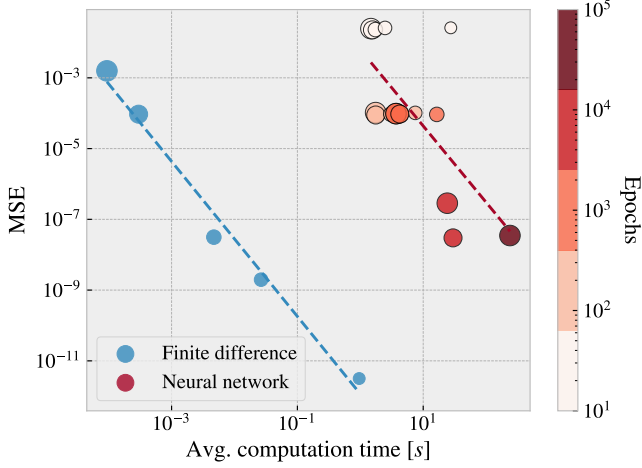 10^5
10^4
10^3
10^2
10^1
Epochs
10^−3
10^−5
10^−7
10^−9
10^−11
MSE
Finite difference
Neural network
10^−3
10^−1
10^1
Avg. computation time [s]